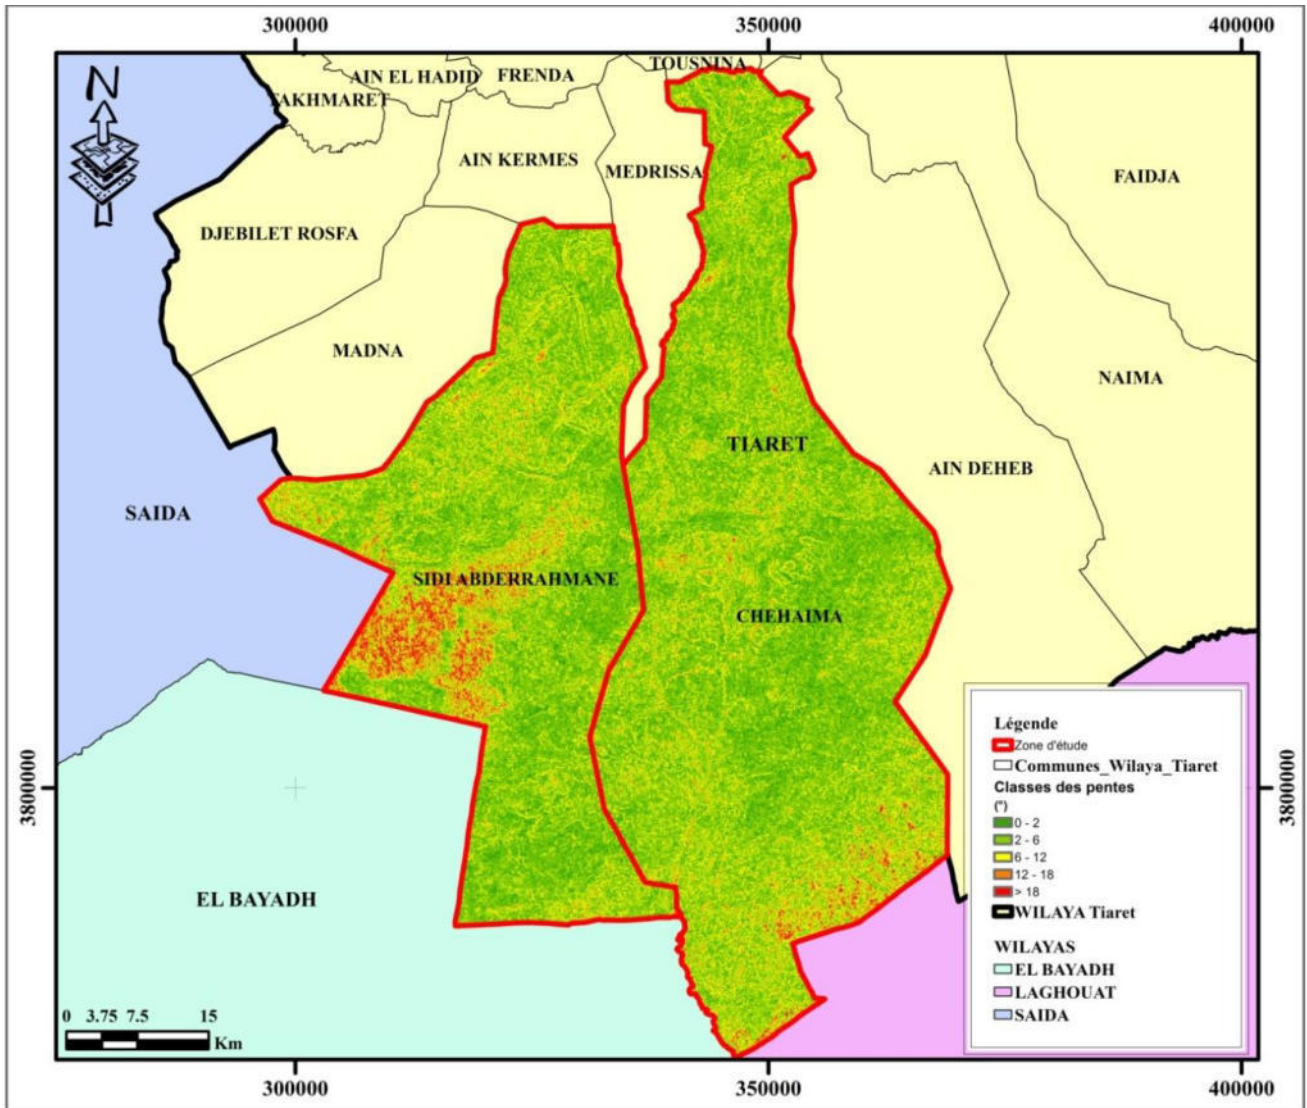 300000
350000
400000
N
TOUSNINA
AIN EL HADID
FRENDA
TAKHMARET
AIN KERMES
MEDRISSA
FAIDJA
DJEBILET ROSFA
MADNA
NAIMA
TIARET
AIN DEHEB
SAIDA
SIDI ABDERRAHMANE
CHEHAIMA
3800000
3800000
EL BAYADH
Légende
Zone d'étude
Communes_Wilaya_Tiaret
Classes des pentes
(°)
0 - 2
2 - 6
6 - 12
12 - 18
> 18
WILAYA Tiaret
WILAYAS
EL BAYADH
LAGHOUAT
SAIDA
0 3.75 7.5 15
Km
300000
350000
400000